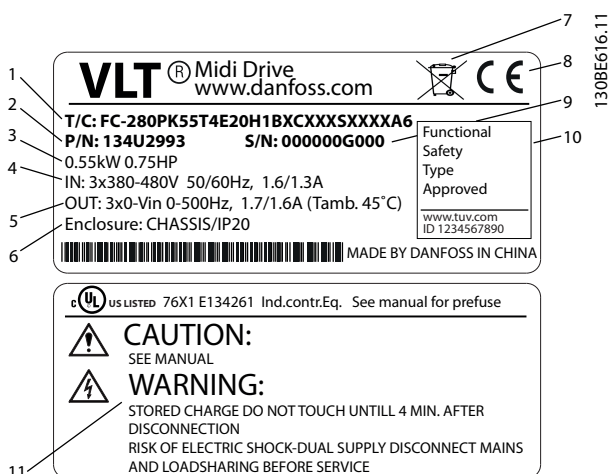 130BE616.11
7
8
9
10
1
2
3
4
5
6
11
VLT ® Midi Drive
www.danfoss.com
CE
T/C: FC-280PK55T4E20H1BXCXXXSXXXXA6
P/N: 134U2993 S/N: 000000G000
0.55kW 0.75HP
IN: 3x380-480V 50/60Hz, 1.6/1.3A
OUT: 3x0-Vin 0-500Hz, 1.7/1.6A (Tamb. 45˚C)
Enclosure: CHASSIS/IP20
Functional
Safety
Type
Approved
www.tuv.com
ID 1234567890
MADE BY DANFOSS IN CHINA
c UL US LISTED 76X1 E134261 Ind.contr.Eq. See manual for prefuse
CAUTION:
SEE MANUAL
WARNING:
STORED CHARGE DO NOT TOUCH UNTILL 4 MIN. AFTER
DISCONNECTION
RISK OF ELECTRIC SHOCK-DUAL SUPPLY DISCONNECT MAINS
AND LOADSHARING BEFORE SERVICE